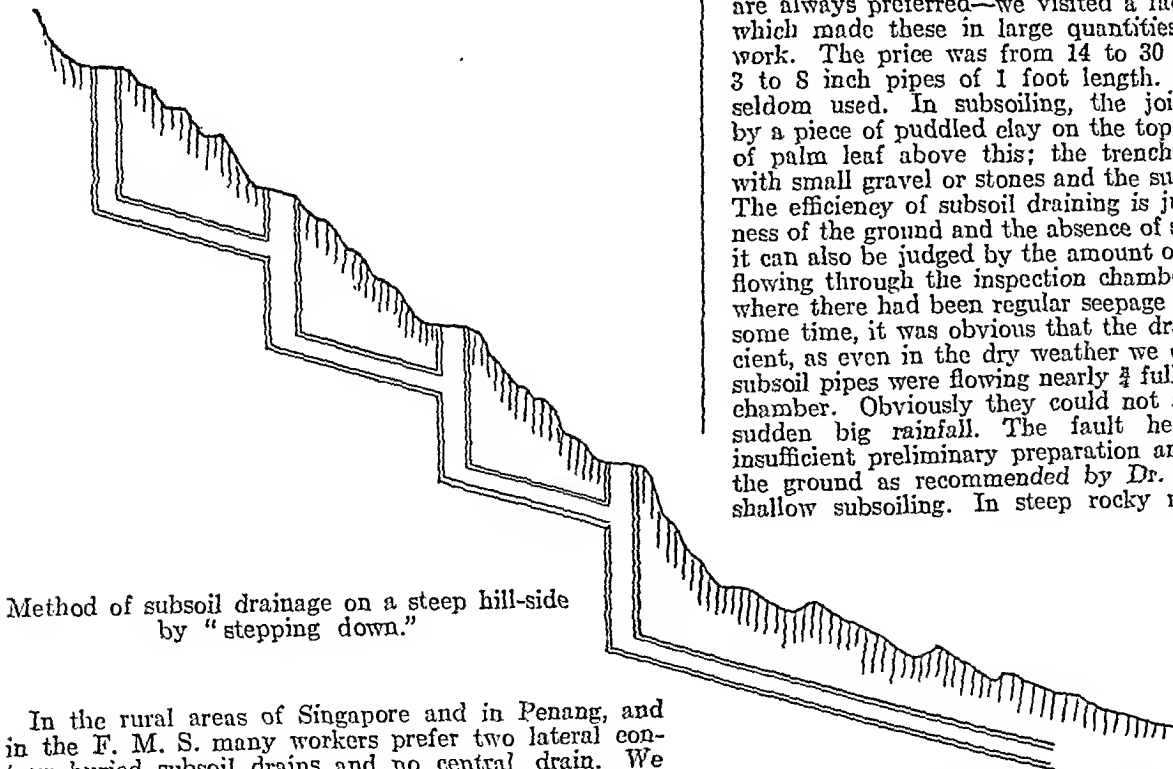 are always preferred—we visited a
which made these in large quantities
work. The price was from 14 to 30
3 to 8 inch pipes of 1 foot length.
seldom used. In subsoiling, the
by a piece of puddled clay on the top
of palm leaf above this; the trench
with small gravel or stones and the
The efficiency of subsoil draining is
ness of the ground and the absence of
it can also be judged by the amount
flowing through the inspection
where there had been regular seepage
some time, it was obvious that the
cient, as even in the dry weather we
subsoil pipes were flowing nearly ¾
chamber. Obviously they could not
sudden big rainfall. The fault
insufficient preliminary preparation
the ground as recommended by Dr.
shallow subsoiling. In steep rocky
Method of subsoil drainage on a steep hill-side
by "stepping down."
In the rural areas of Singapore and in Penang, and
in the F. M. S. many workers prefer two lateral con-
buried subsoil drains and no central drain. We